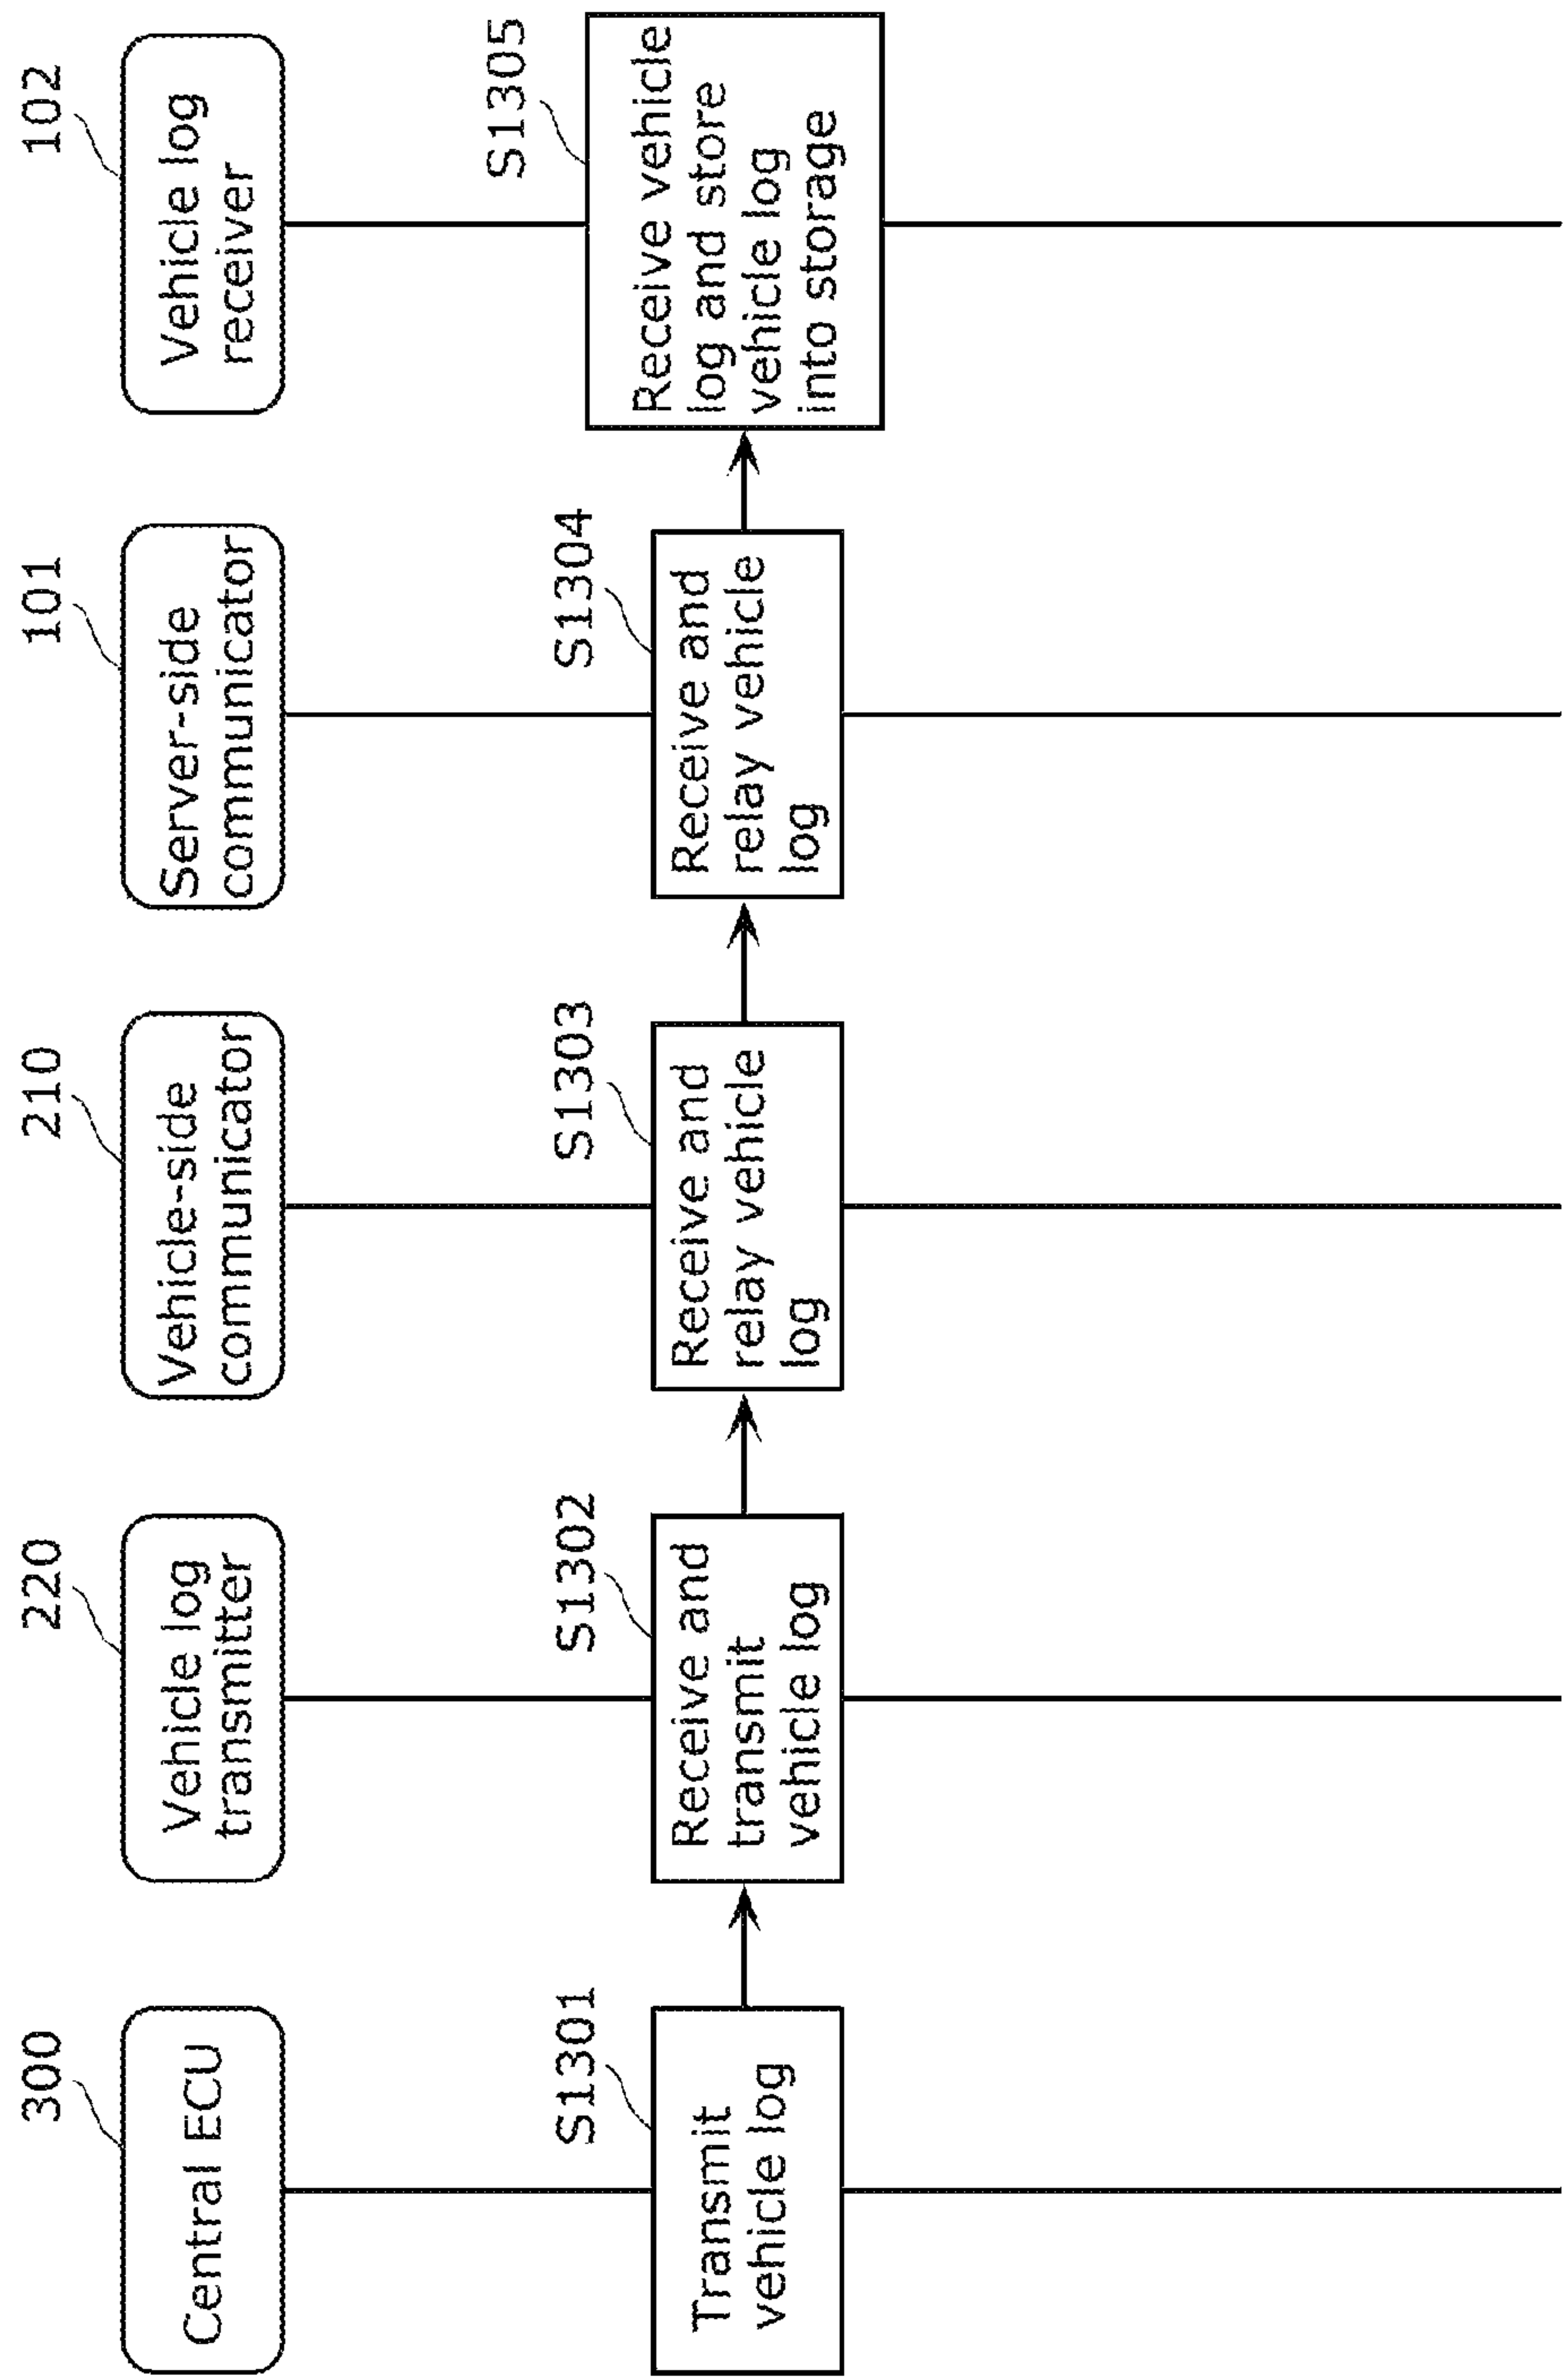 300
Central ECU
220
Vehicle log
transmitter
210
Vehicle-side
communicator
101
Server-side
communicator
102
Vehicle log
receiver
S1301
Transmit
vehicle log
S1302
Receive and
transmit
vehicle log
S1303
Receive and
relay vehicle
log
S1304
Receive and
relay vehicle
log
S1305
Receive vehicle
log and store
vehicle log
into storage